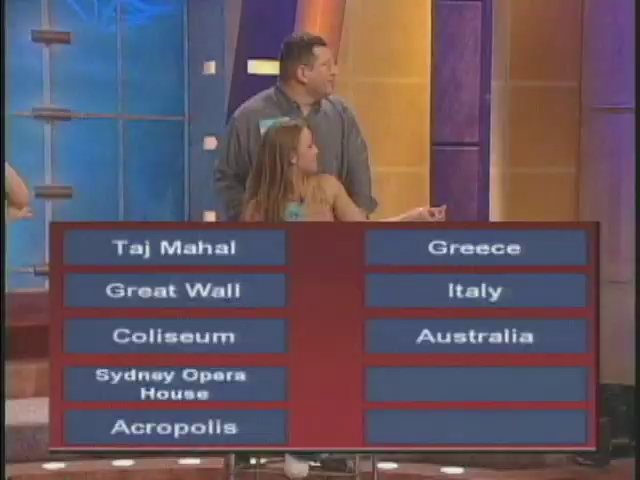 Taj Mahal
Great Wall
Coliseum
Sydney Opera
House
Acropolis
Greece
Italy
Australia